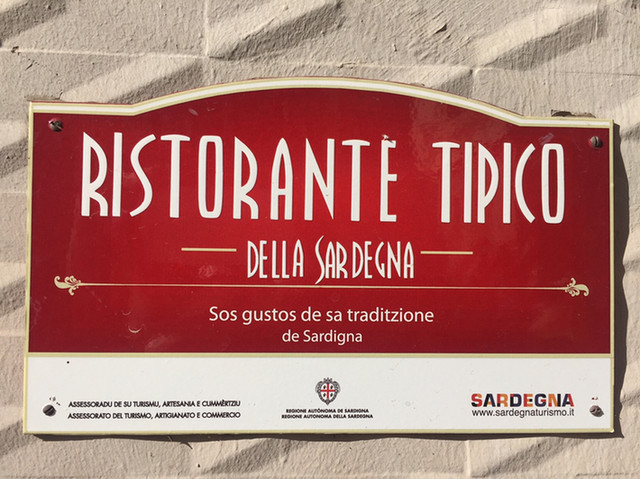 RISTORANTE TIPICO
DELLA SARDEGNA
Sos gustos de sa traditzione
de Sardigna
ASSESSORADU DE SU TURISMU, ARTESANIA E CUMMÈRTZIU
ASSESSORATO DEL TURISMO, ARTIGIANATO E COMMERCIO
REGIONE AUTÒNOMA DE SARDIGNA
REGIONE AUTONOMA DELLA SARDEGNA
SARDEGNA
www.sardegnaturismo.it